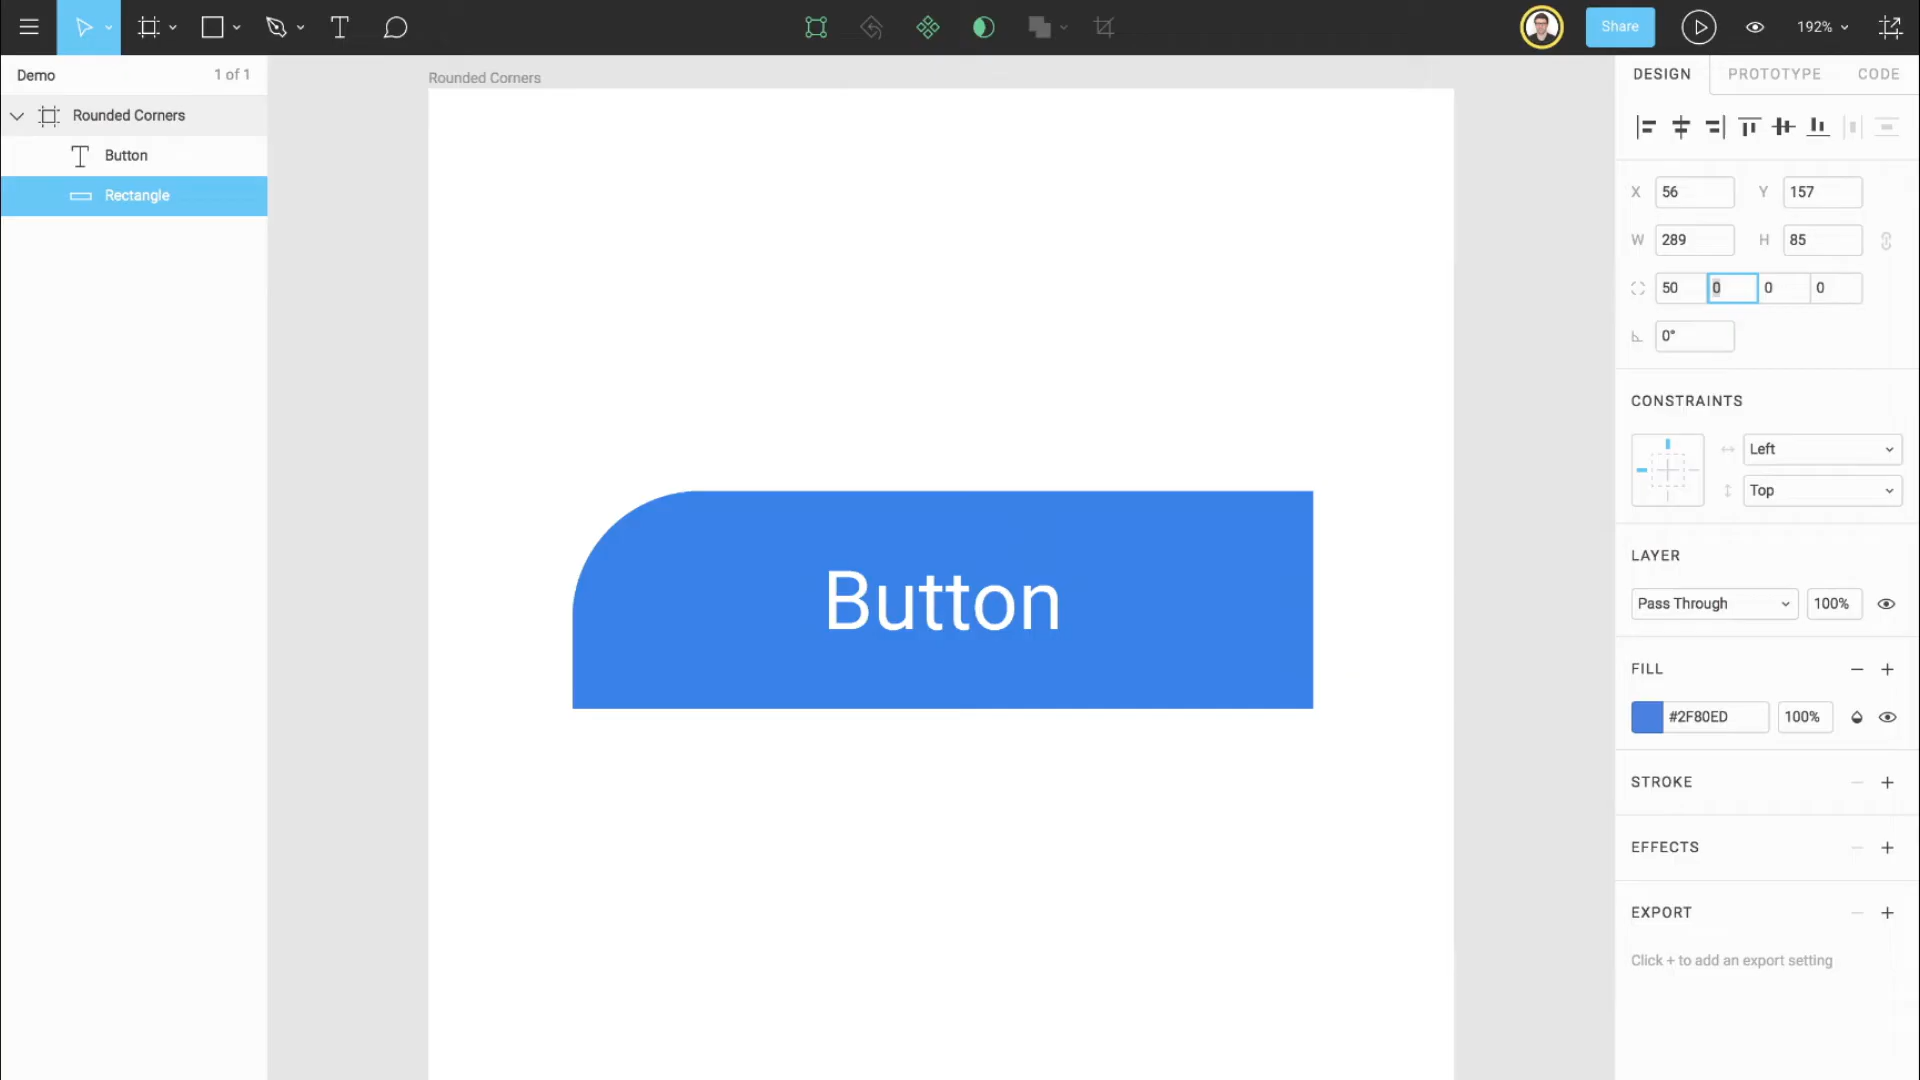 Share
192%
Demo
1 of 1
Rounded Corners
Button
Rectangle
Rounded Corners
Button
DESIGN
PROTOTYPE
CODE
X 56 Y 157
W 289 H 85
50 0 0 0
0°
CONSTRAINTS
Left
Top
LAYER
Pass Through 100%
FILL
#2F80ED 100%
STROKE
EFFECTS
EXPORT
Click + to add an export setting